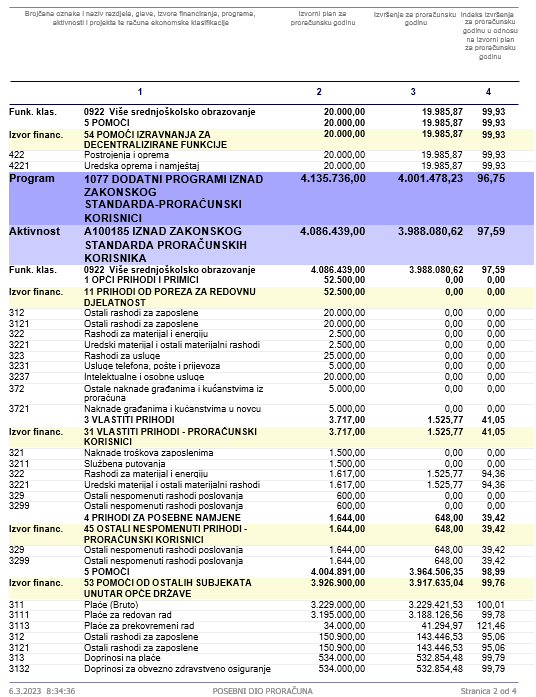 Brojčana oznaka i naziv razdjela, glave, izvora financiranja, programa, Izvorni plan za Izvršenje za proračunsku Indeks izvršenja
aktivnosti i projekta te računa ekonomske klasifikacije proračunsku godinu godinu za proračunsku
godinu u odnosu
na izvorni plan
za proračunsku
godinu
1 2 3 4
Funk. klas. 0922 Više srednjoškolsko obrazovanje 20.000,00 19.985,87 99,93
5 POMOĆI 20.000,00 19.985,87 99,93
Izvor financ. 54 POMOĆI IZRAVNANJA ZA 20.000,00 19.985,87 99,93
DECENTRALIZIRANE FUNKCIJE
422 Postrojenja i oprema 20.000,00 19.985,87 99,93
4221 Uredska oprema i namještaj 20.000,00 19.985,87 99,93
Program 1077 DODATNI PROGRAMI IZNAD 4.135.736,00 4.001.478,23 96,75
ZAKONSKOG
STANDARDA-PRORAČUNSKI
KORISNICI
Aktivnost A100185 IZNAD ZAKONSKOG 4.086.439,00 3.988.080,62 97,59
STANDARDA PRORAČUNSKIH
KORISNIKA
Funk. klas. 0922 Više srednjoškolsko obrazovanje 4.086.439,00 3.988.080,62 97,59
1 OPĆI PRIHODI I PRIMICI 52.500,00 0,00 0,00
Izvor financ. 11 PRIHODI OD POREZA ZA REDOVNU 52.500,00 0,00 0,00
DJELATNOST
312 Ostali rashodi za zaposlene 20.000,00 0,00 0,00
3121 Ostali rashodi za zaposlene 20.000,00 0,00 0,00
322 Rashodi za materijal i energiju 2.500,00 0,00 0,00
3221 Uredski materijal i ostali materijalni rashodi 2.500,00 0,00 0,00
323 Rashodi za usluge 25.000,00 0,00 0,00
3231 Usluge telefona, pošte i prijevoza 5.000,00 0,00 0,00
3237 Intelektualne i osobne usluge 20.000,00 0,00 0,00
372 Ostale naknade građanima i kućanstvima iz 5.000,00 0,00 0,00
proračuna
3721 Naknade građanima i kućanstvima u novcu 5.000,00 0,00 0,00
3 VLASTITI PRIHODI 3.717,00 1.525,77 41,05
Izvor financ. 31 VLASTITI PRIHODI - PRORAČUNSKI 3.717,00 1.525,77 41,05
KORISNICI
321 Naknade troškova zaposlenima 1.500,00 0,00 0,00
3211 Službena putovanja 1.500,00 0,00 0,00
322 Rashodi za materijal i energiju 1.617,00 1.525,77 94,36
3221 Uredski materijal i ostali materijalni rashodi 1.617,00 1.525,77 94,36
329 Ostali nespomenuti rashodi poslovanja 600,00 0,00 0,00
3299 Ostali nespomenuti rashodi poslovanja 600,00 0,00 0,00
4 PRIHODI ZA POSEBNE NAMJENE 1.644,00 648,00 39,42
Izvor financ. 45 OSTALI NESPOMENUTI PRIHODI - 1.644,00 648,00 39,42
PRORAČUNSKI KORISNICI
329 Ostali nespomenuti rashodi poslovanja 1.644,00 648,00 39,42
3299 Ostali nespomenuti rashodi poslovanja 1.644,00 648,00 39,42
5 POMOĆI 4.004.891,00 3.964.506,35 98,99
Izvor financ. 53 POMOĆI OD OSTALIH SUBJEKATA 3.926.900,00 3.917.635,04 99,76
UNUTAR OPĆE DRŽAVE
311 Plaće (Bruto) 3.229.000,00 3.229.421,53 100,01
3111 Plaće za redovan rad 3.195.000,00 3.188.126,56 99,78
3113 Plaće za prekovremeni rad 34.000,00 41.294,97 121,46
312 Ostali rashodi za zaposlene 150.900,00 143.446,53 95,06
3121 Ostali rashodi za zaposlene 150.900,00 143.446,53 95,06
313 Doprinosi na plaće 534.000,00 532.854,48 99,79
3132 Doprinosi za obvezno zdravstveno osiguranje 534.000,00 532.854,48 99,79
6.3.2023 8:34:36 POSEBNI DIO PRORAČUNA Stranica 2 od 4